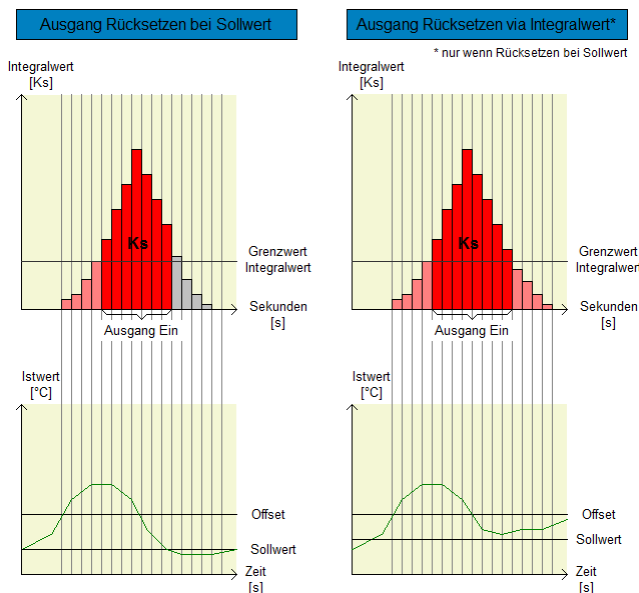 Ausgang Rücksetzen bei Sollwert
Integralwert
[Ks]
Ks
Grenzwert
Integralwert
Sekunden
[s]
Ausgang Ein
Istwert
[°C]
Offset
Sollwert
Zeit
[s]
Ausgang Rücksetzen via Integralwert*
* nur wenn Rücksetzen bei Sollwert
Integralwert
[Ks]
Ks
Grenzwert
Integralwert
Sekunden
[s]
Ausgang Ein
Istwert
[°C]
Offset
Sollwert
Zeit
[s]